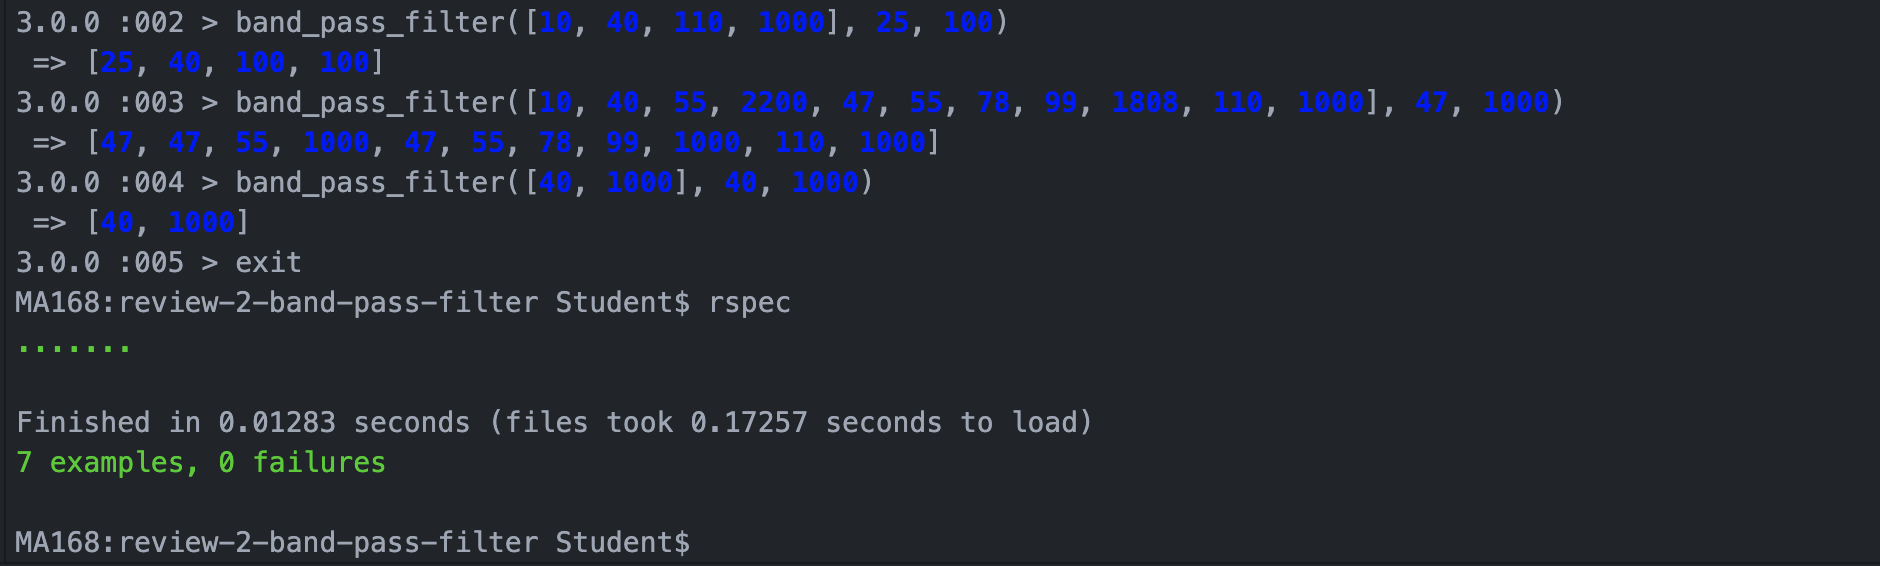 3.0.0 :002 > band_pass_filter([10, 40, 110, 1000], 25, 100)
 => [25, 40, 100, 100]
3.0.0 :003 > band_pass_filter([10, 40, 55, 2200, 47, 55, 78, 99, 1808, 110, 1000], 47, 1000)
 => [47, 47, 55, 1000, 47, 55, 78, 99, 1000, 110, 1000]
3.0.0 :004 > band_pass_filter([40, 1000], 40, 1000)
 => [40, 1000]
3.0.0 :005 > exit
MA168:review-2-band-pass-filter Student$ rspec
.......
Finished in 0.01283 seconds (files took 0.17257 seconds to load)
7 examples, 0 failures
MA168:review-2-band-pass-filter Student$